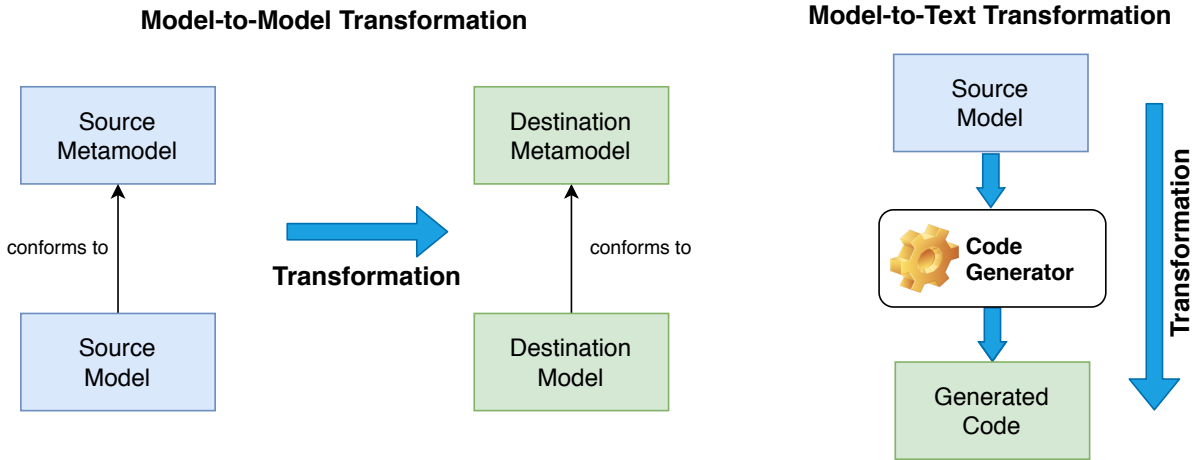 Model-to-Model Transformation
Source
Metamodel
Destination
Metamodel
conforms to
conforms to
Transformation
Source
Model
Destination
Model
Model-to-Text Transformation
Source
Model
Code
Generator
Generated
Code
Transformation